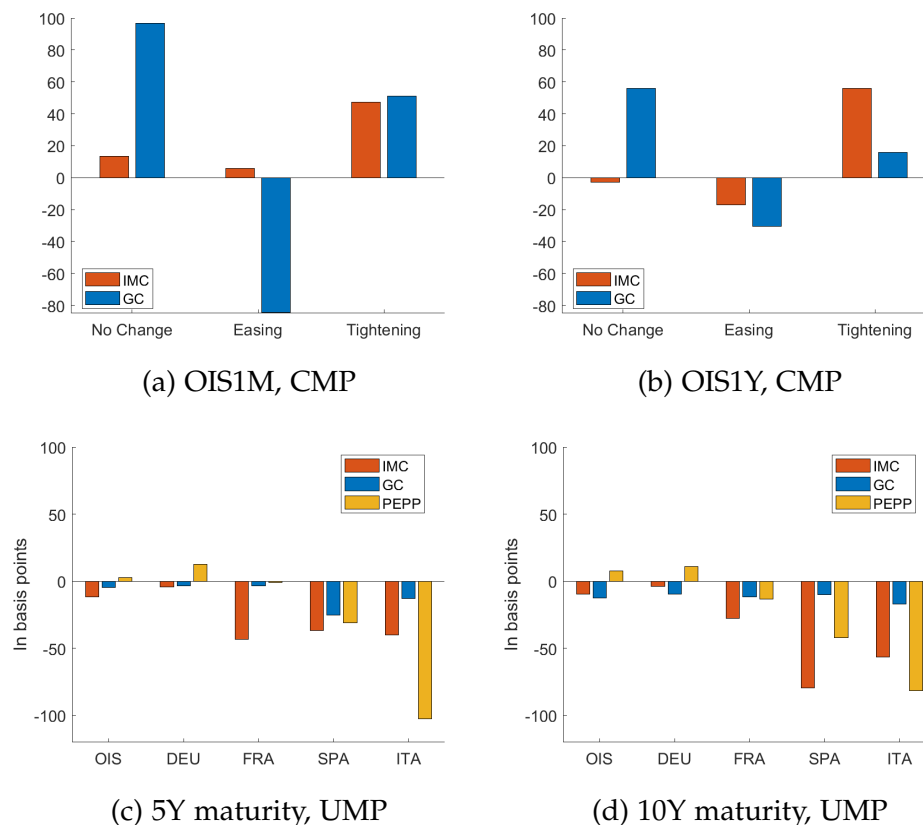 100
80
60
40
20
0
-20
-40
-60
-80
IMC
GC
No Change Easing Tightening
(a) OIS1M, CMP
100
80
60
40
20
0
-20
-40
-60
-80
IMC
GC
No Change Easing Tightening
(b) OIS1Y, CMP
In basis points
100
50
0
-50
-100
IMC
GC
PEPP
OIS DEU FRA SPA ITA
(c) 5Y maturity, UMP
In basis points
100
50
0
-50
-100
IMC
GC
PEPP
OIS DEU FRA SPA ITA
(d) 10Y maturity, UMP